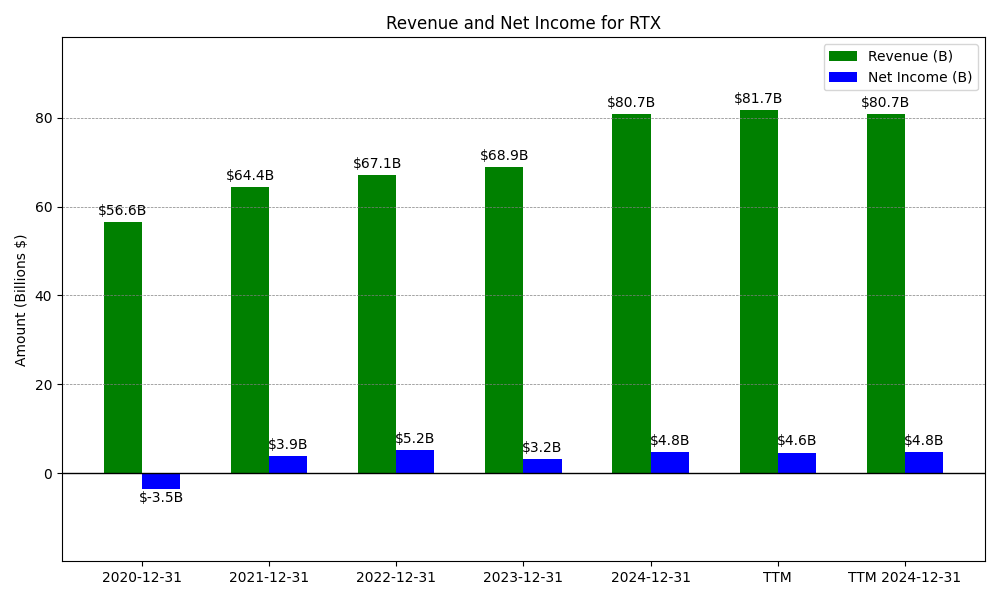 Revenue and Net Income for RTX
Revenue (B)
Net Income (B)
Amount (Billions $)
80
60
40
20
0
$56.6B
$64.4B
$67.1B
$68.9B
$80.7B
$81.7B
$80.7B
$-3.5B
$3.9B
$5.2B
$3.2B
$4.8B
$4.6B
$4.8B
2020-12-31
2021-12-31
2022-12-31
2023-12-31
2024-12-31
TTM
TTM 2024-12-31